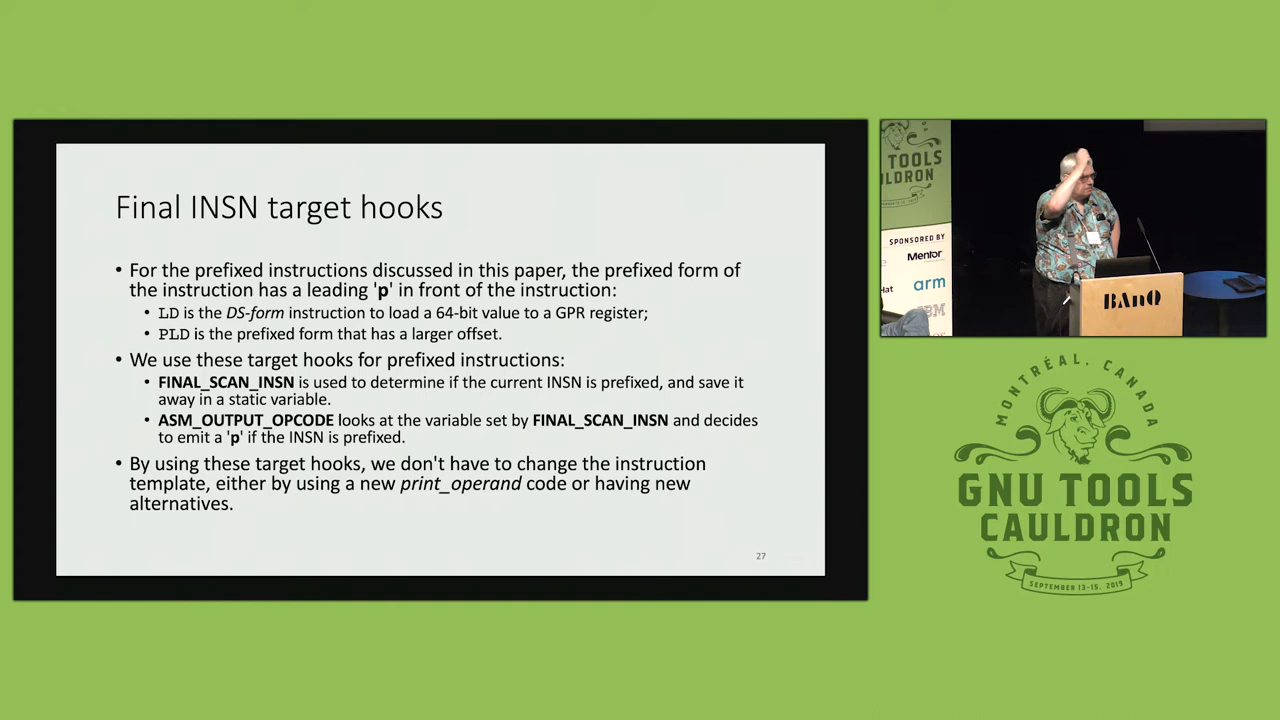 Final INSN target hooks
• For the prefixed instructions discussed in this paper, the prefixed form of
the instruction has a leading 'p' in front of the instruction:
• LD is the DS-form instruction to load a 64-bit value to a GPR register;
• PLD is the prefixed form that has a larger offset.
• We use these target hooks for prefixed instructions:
• FINAL_SCAN_INSN is used to determine if the current INSN is prefixed, and save it
away in a static variable.
• ASM_OUTPUT_OPCODE looks at the variable set by FINAL_SCAN_INSN and decides
to emit a 'p' if the INSN is prefixed.
• By using these target hooks, we don't have to change the instruction
template, either by using a new print_operand code or having new
alternatives.
27
TOOLS
ULDRON
SPONSORED BY
Mentor
Hat
arm
IBM
BAnQ
MONTRÉAL, CANADA
GNU TOOLS
CAULDRON
SEPTEMBER 13-15, 2019